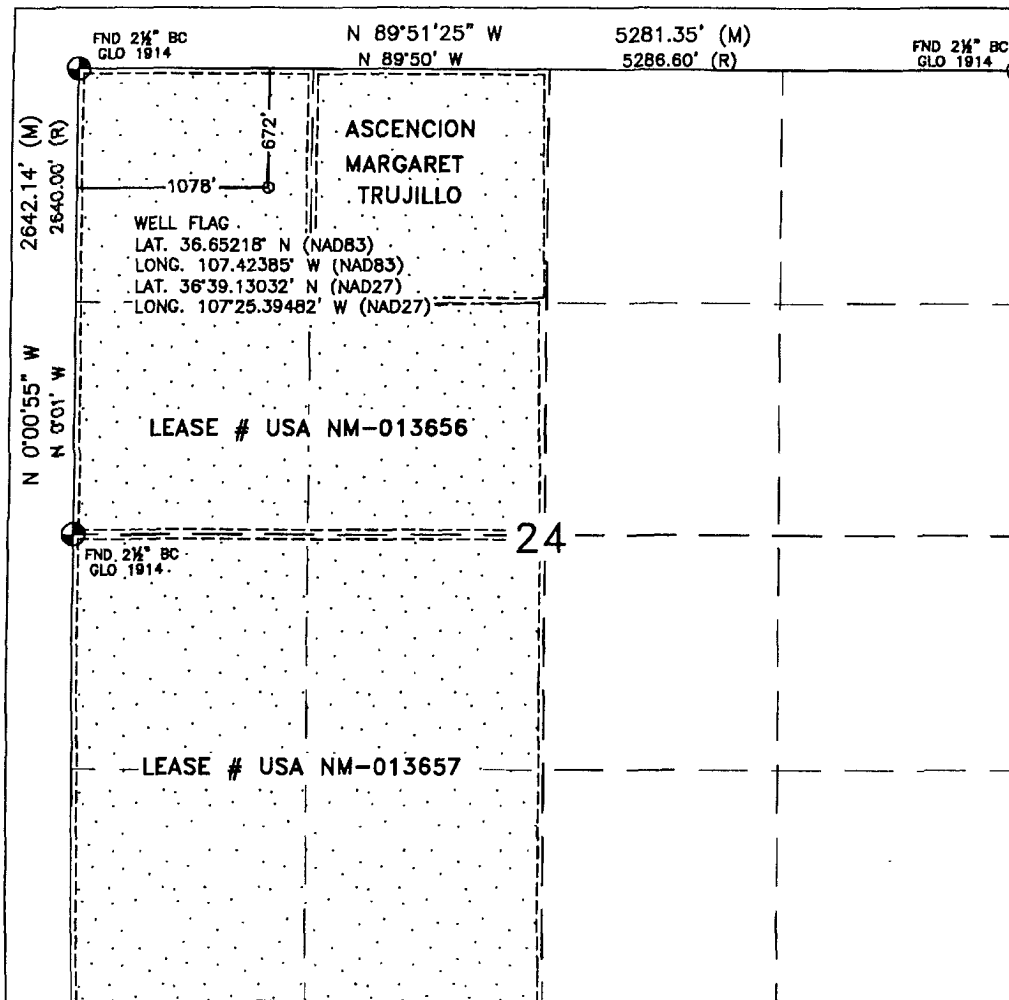 N 89°51'25" W 5281.35' (M)
FND 2½" BC
GLO 1914
N 89°50' W 5286.60' (R)
FND 2½" BC
GLO 1914
2642.14' (M)
2640.00' (R)
N 0°00'55" W
N 0°01' W
672'
1078'
ASCENCION
MARGARET
TRUJILLO
WELL FLAG
LAT. 36.65218° N (NAD83)
LONG. 107.42385° W (NAD83)
LAT. 36°39.13032' N (NAD27)
LONG. 107°25.39482' W (NAD27)
LEASE # USA NM-013656
24
FND 2½" BC
GLO 1914
LEASE # USA NM-013657